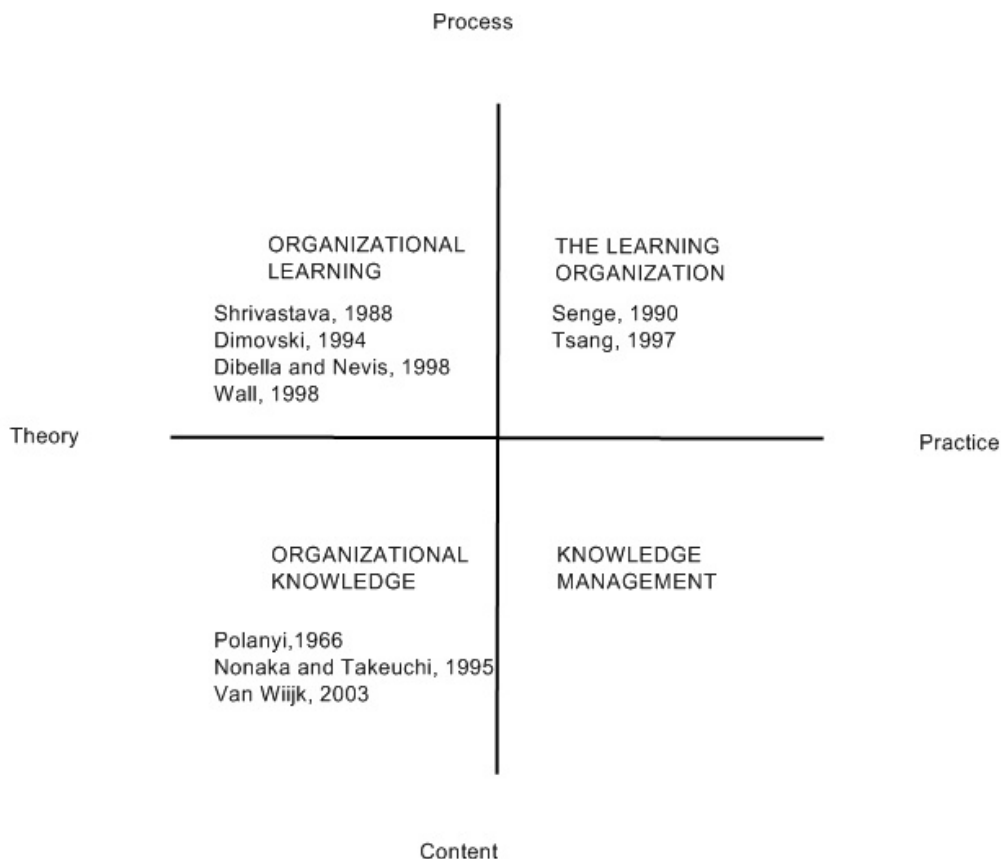 Process
ORGANIZATIONAL
LEARNING
Shrivastava, 1988
Dimovski, 1994
Dibella and Nevis, 1998
Wall, 1998
THE LEARNING
ORGANIZATION
Senge, 1990
Tsang, 1997
Theory
Practice
ORGANIZATIONAL
KNOWLEDGE
Polanyi,1966
Nonaka and Takeuchi, 1995
Van Wiijk, 2003
KNOWLEDGE
MANAGEMENT
Content